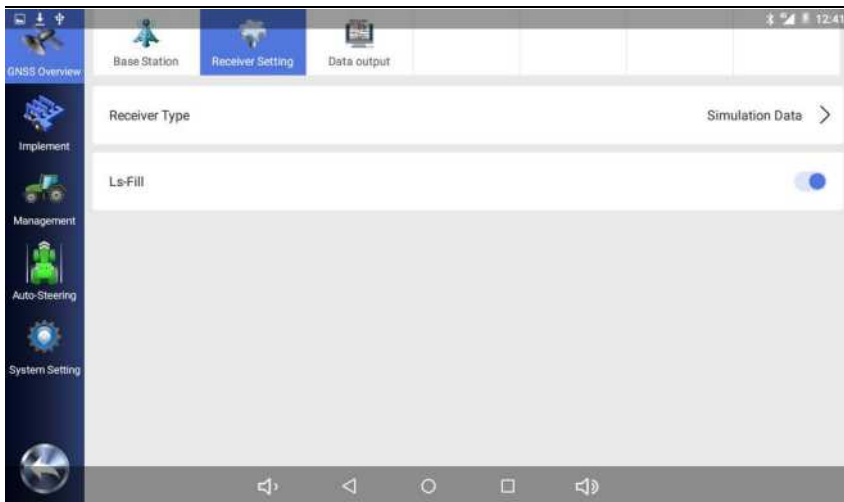 12:41
GNSS Overview
Base Station
Receiver Setting
Data output
Receiver Type
Simulation Data
Implement
Ls-Fill
Management
Auto-Steering
System Setting